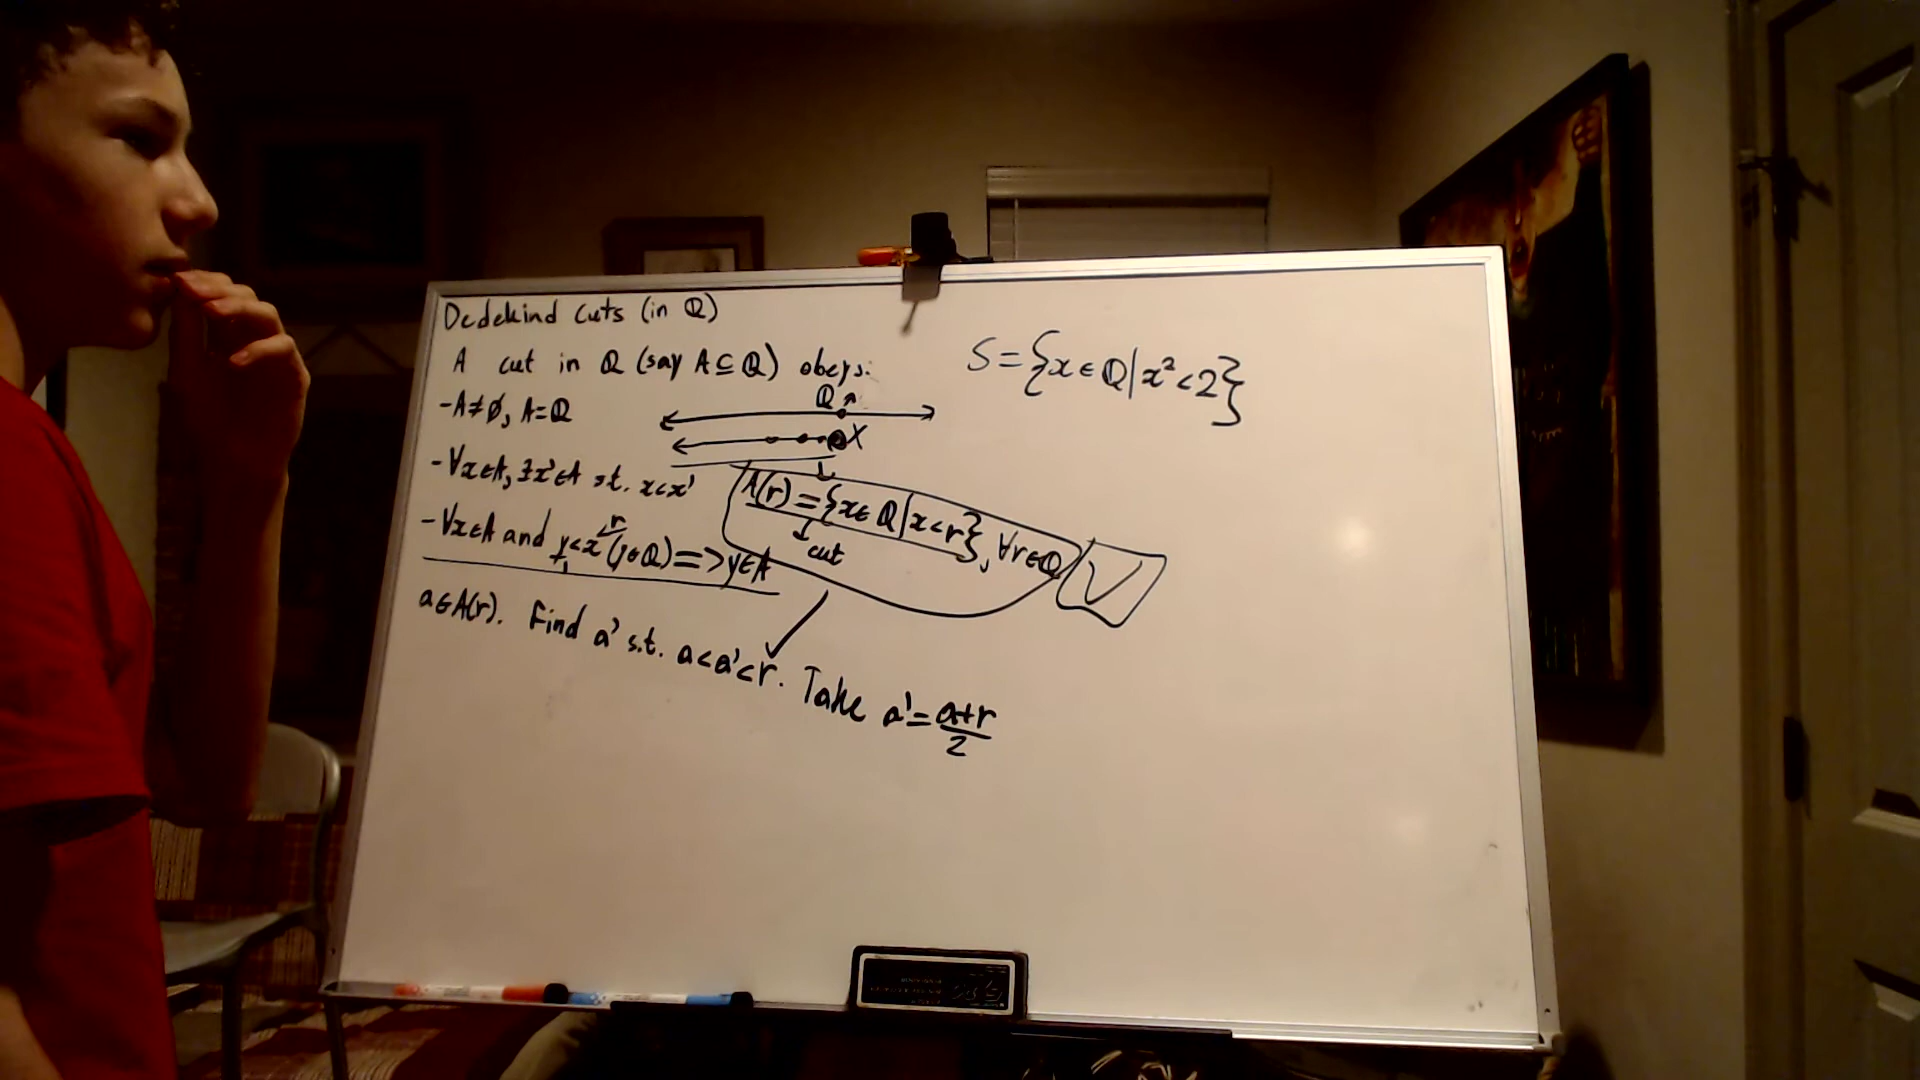 Dedekind cuts (in ℚ)
A cut in ℚ (say A⊆ℚ) obeys:
-A≠∅, A=ℚ
-∀x∈A, ∃x'∈A s.t. x<x'
-∀x∈A and y<x (y∈ℚ)=>y∈A
r
ℚ
X
A(r)={x∈ℚ|x<r}, ∀r∈ℚ
cut
a∈A(r). Find a' s.t. a<a'<r. Take a'=(a+r)/2
S={x∈ℚ|x²<2}